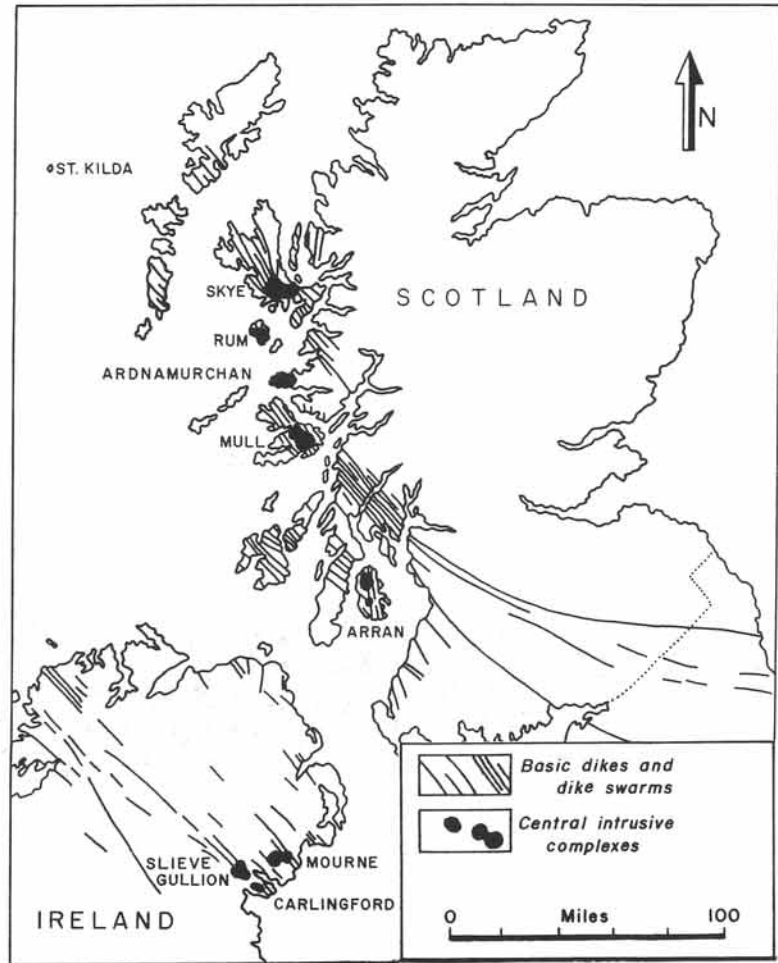 N
ST. KILDA
SKYE
SCOTLAND
RUM
ARDNAMURCHAN
MULL
ARRAN
Basic dikes and
dike swarms
Central intrusive
complexes
SLIEVE
GULLION
MOURNE
CARLINGFORD
IRELAND
0 Miles 100